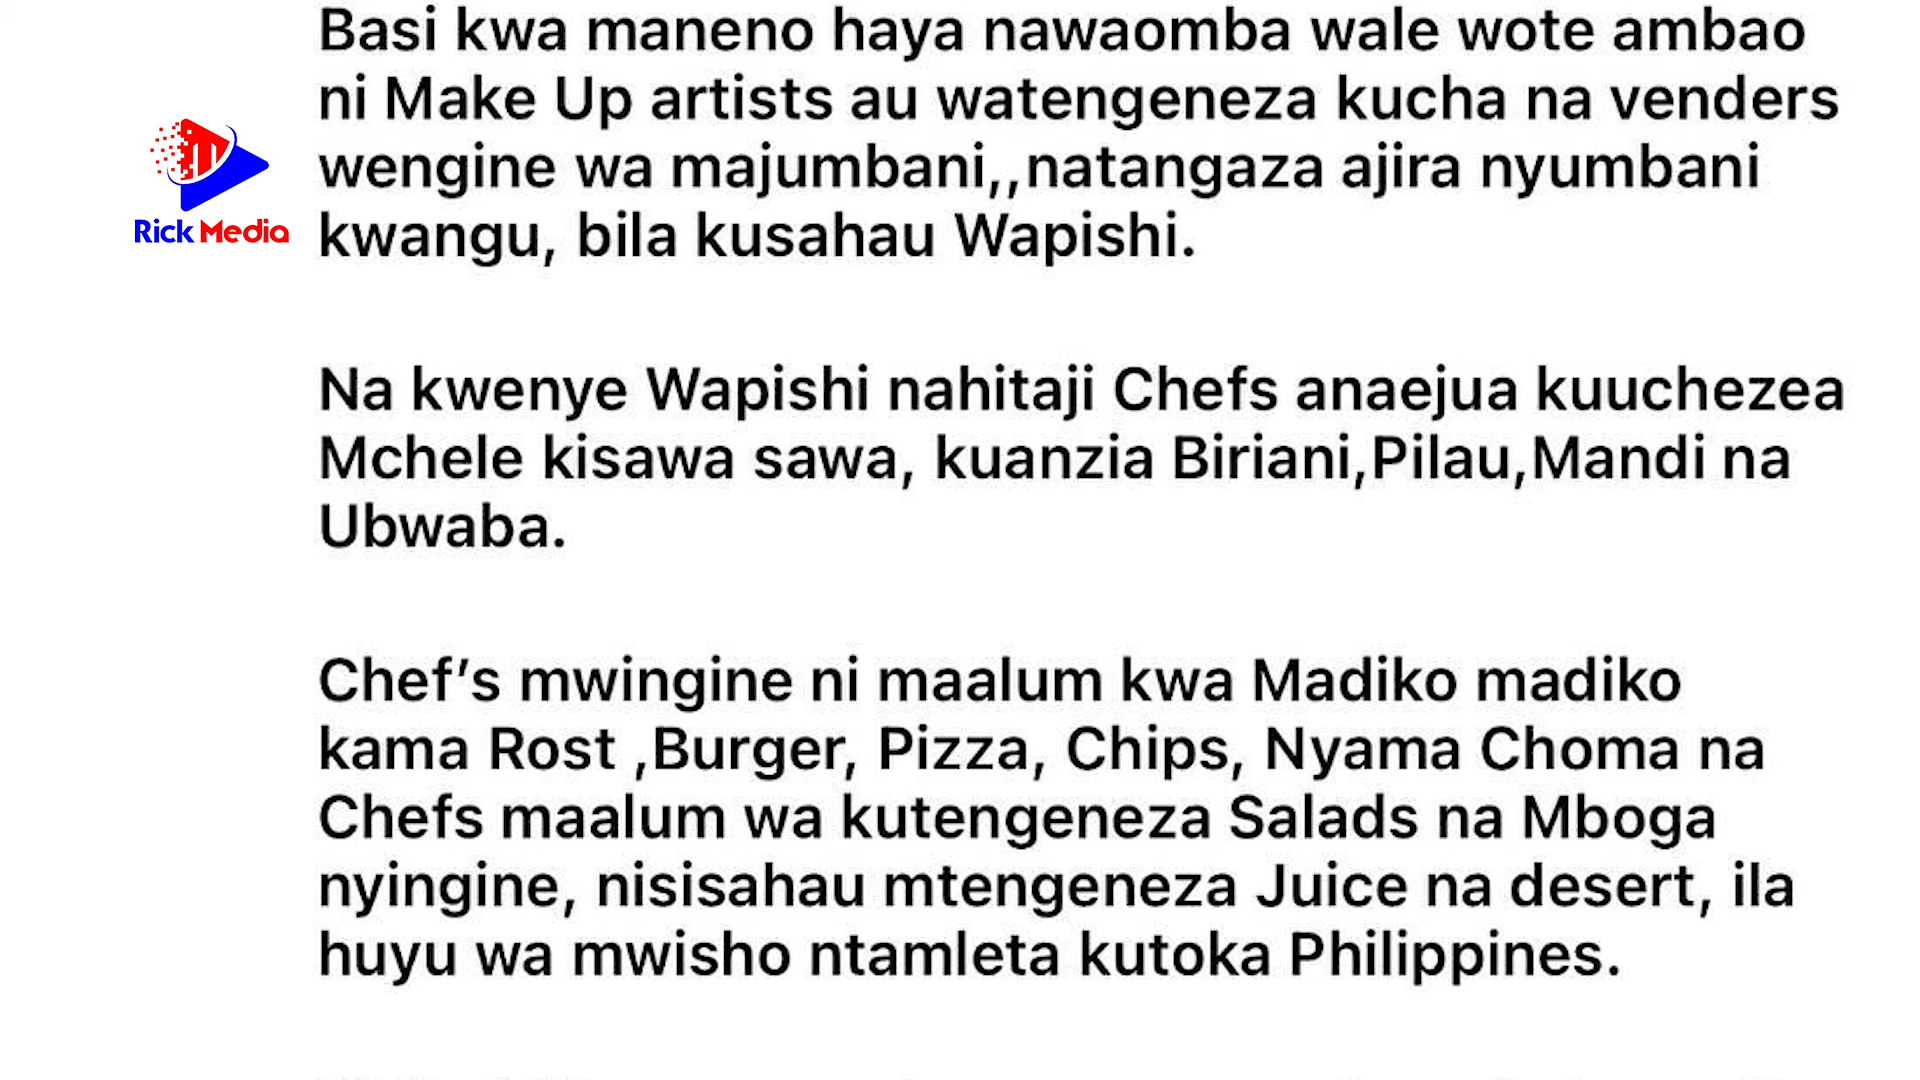 Basi kwa maneno haya nawaomba wale wote ambao
ni Make Up artists au watengeneza kucha na venders
wengine wa majumbani,,natangaza ajira nyumbani
kwangu, bila kusahau Wapishi.
Rick Media
Na kwenye Wapishi nahitaji Chefs anaejua kuuchezea
Mchele kisawa sawa, kuanzia Biriani,Pilau,Mandi na
Ubwaba.
Chef’s mwingine ni maalum kwa Madiko madiko
kama Rost ,Burger, Pizza, Chips, Nyama Choma na
Chefs maalum wa kutengeneza Salads na Mboga
nyingine, nisisahau mtengeneza Juice na desert, ila
huyu wa mwisho ntamleta kutoka Philippines.